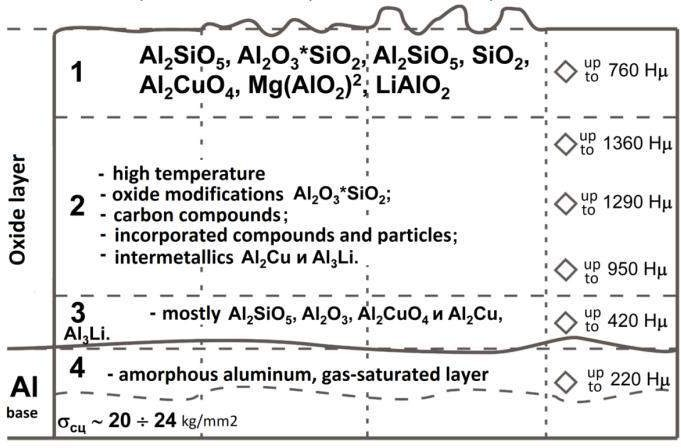 Oxide layer
1
Al₂SiO₅, Al₂O₃*SiO₂, Al₂SiO₅, SiO₂,
Al₂CuO₄, Mg(AlO₂)², LiAlO₂
up to 760 Hμ
2
- high temperature
- oxide modifications Al₂O₃*SiO₂;
- carbon compounds;
- incorporated compounds and particles;
- intermetallics Al₂Cu и Al₃Li.
up to 1360 Hμ
up to 1290 Hμ
up to 950 Hμ
3
- mostly Al₂SiO₅, Al₂O₃, Al₂CuO₄ и Al₂Cu,
Al₃Li.
up to 420 Hμ
Al
base
4
- amorphous aluminum, gas-saturated layer
up to 220 Hμ
σсц ~ 20 ÷ 24 kg/mm2